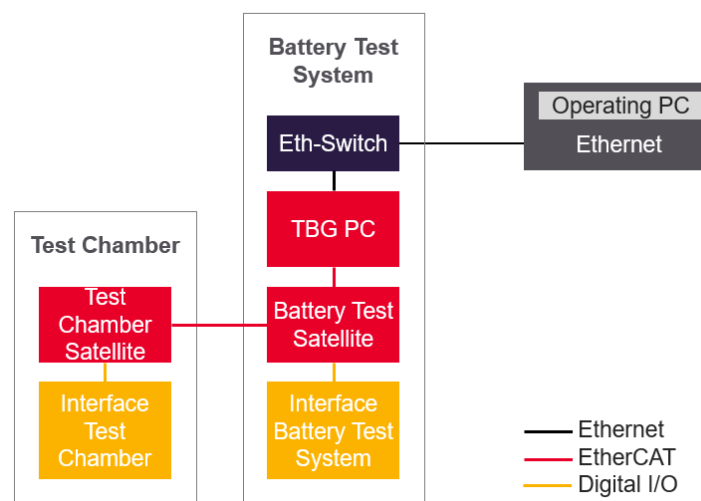 Battery Test
System
Operating PC
Ethernet
Eth-Switch
TBG PC
Test Chamber
Test
Chamber
Satellite
Battery Test
Satellite
Interface
Test
Chamber
Interface
Battery Test
System
Ethernet
EtherCAT
Digital I/O